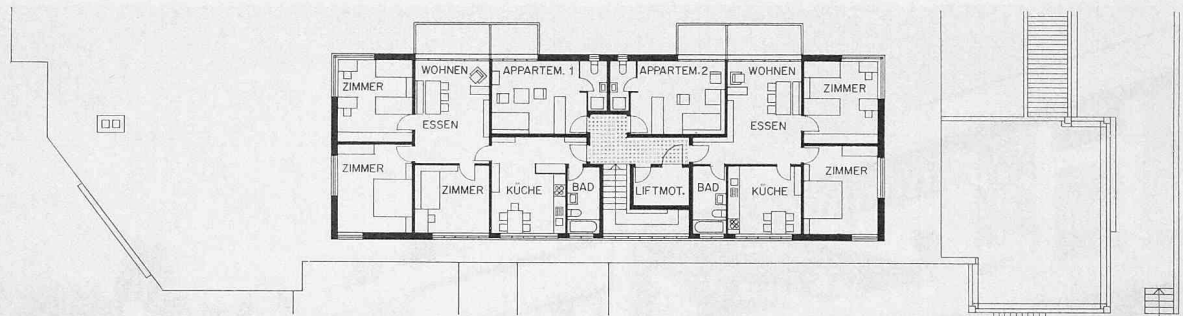 WOHNEN APPARTEM. 1 APPARTEM. 2 WOHNEN
ZIMMER ZIMMER
ESSEN ESSEN
ZIMMER ZIMMER KÜCHE BAD LIFTMOT. BAD KÜCHE ZIMMER